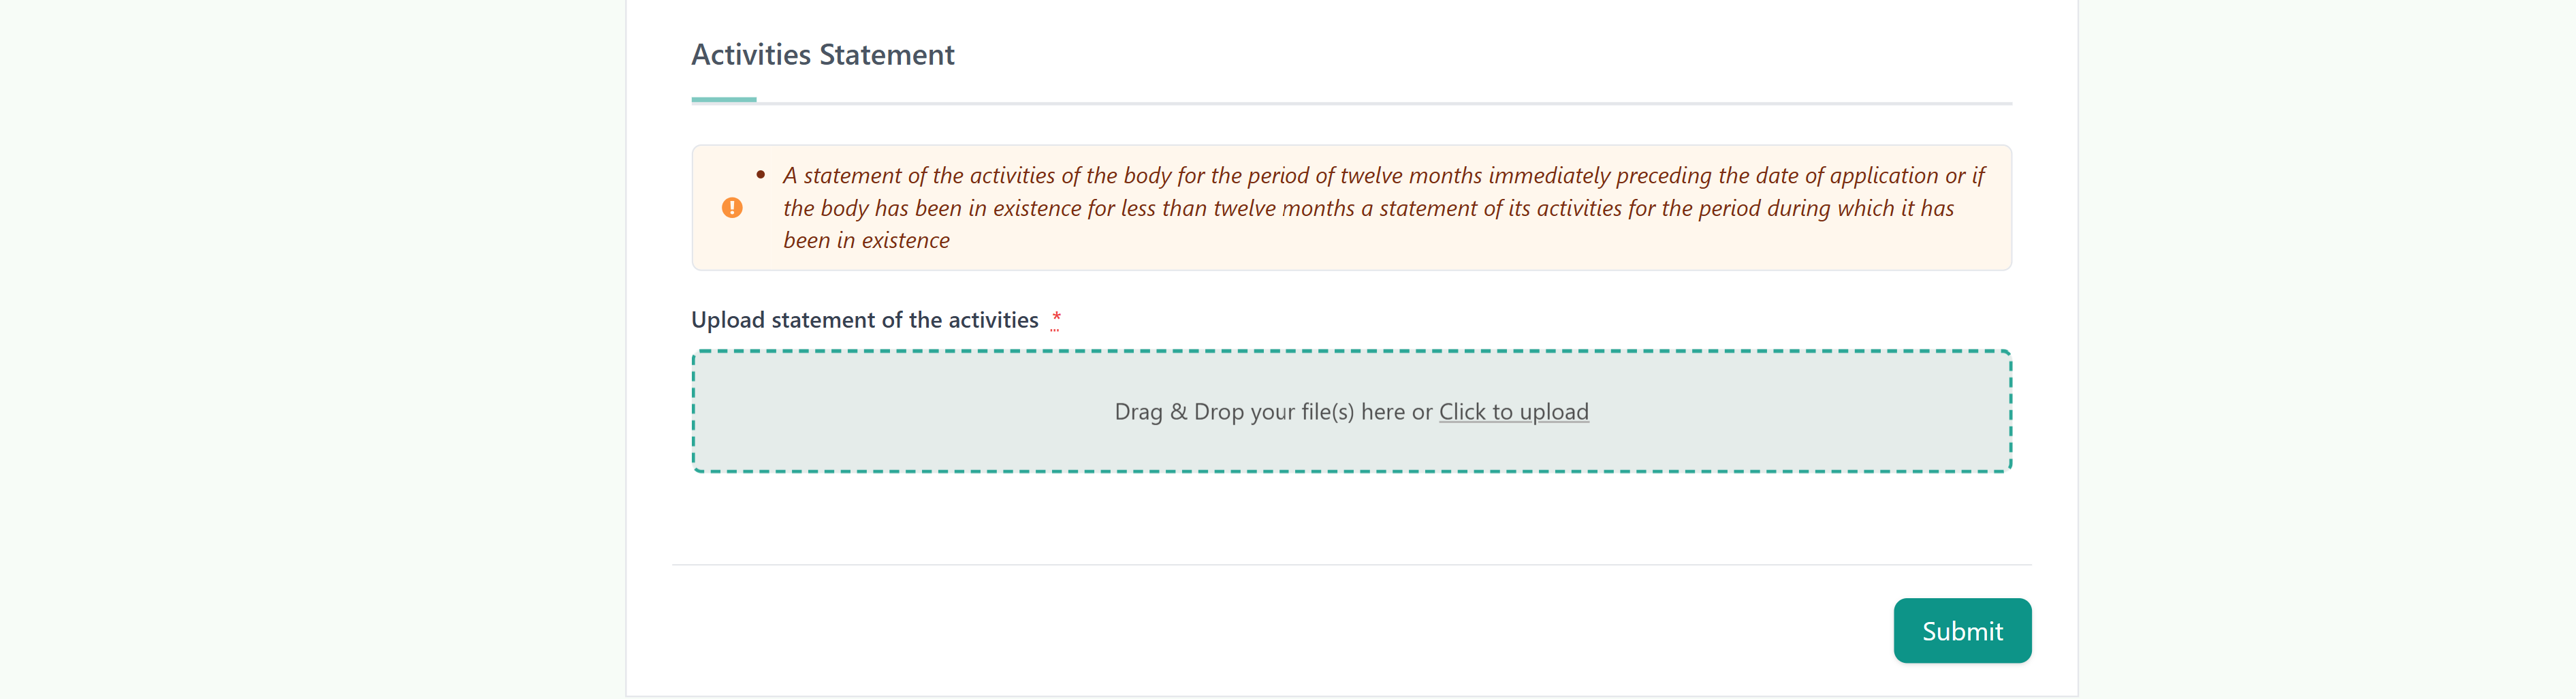 Activities Statement
• A statement of the activities of the body for the period of twelve months immediately preceding the date of application or if
the body has been in existence for less than twelve months a statement of its activities for the period during which it has
been in existence
Upload statement of the activities *
Drag & Drop your file(s) here or Click to upload
Submit